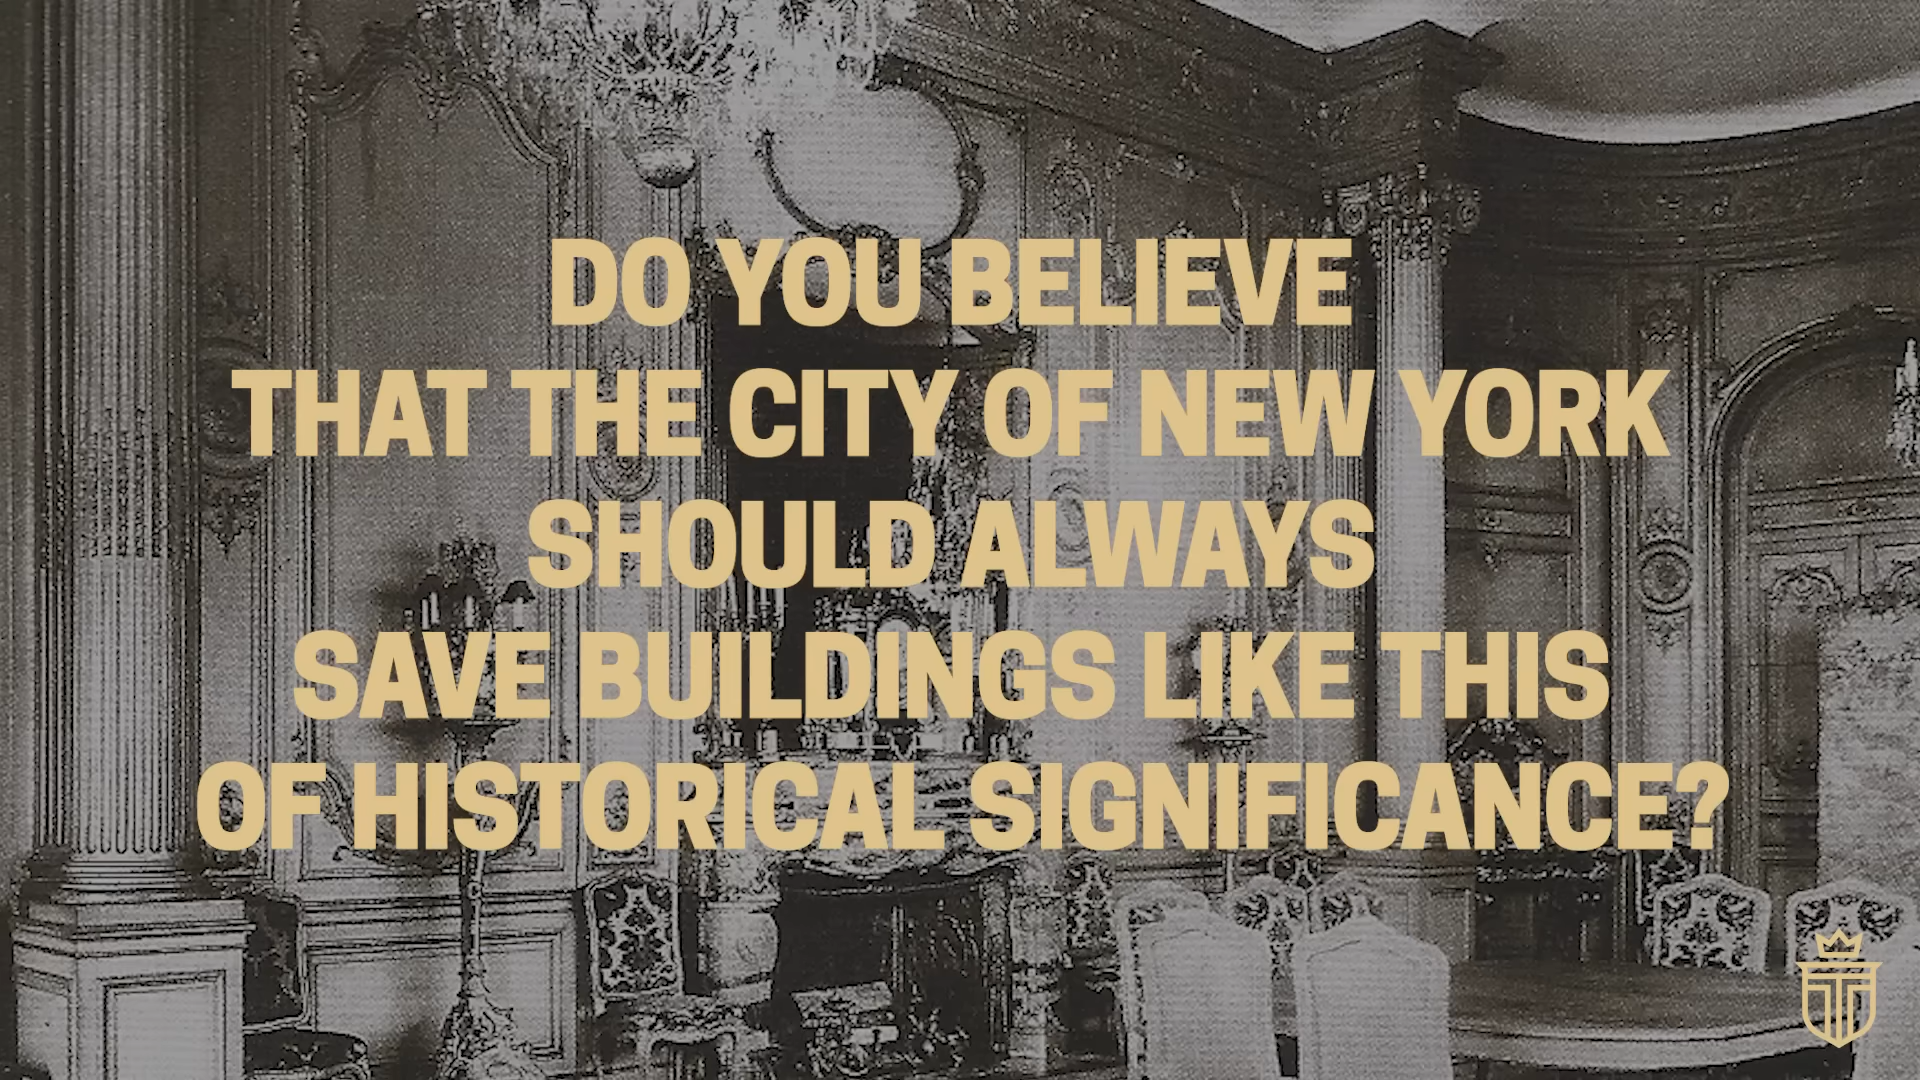 DO YOU BELIEVE
THAT THE CITY OF NEW YORK
SHOULD ALWAYS
SAVE BUILDINGS LIKE THIS
OF HISTORICAL SIGNIFICANCE?